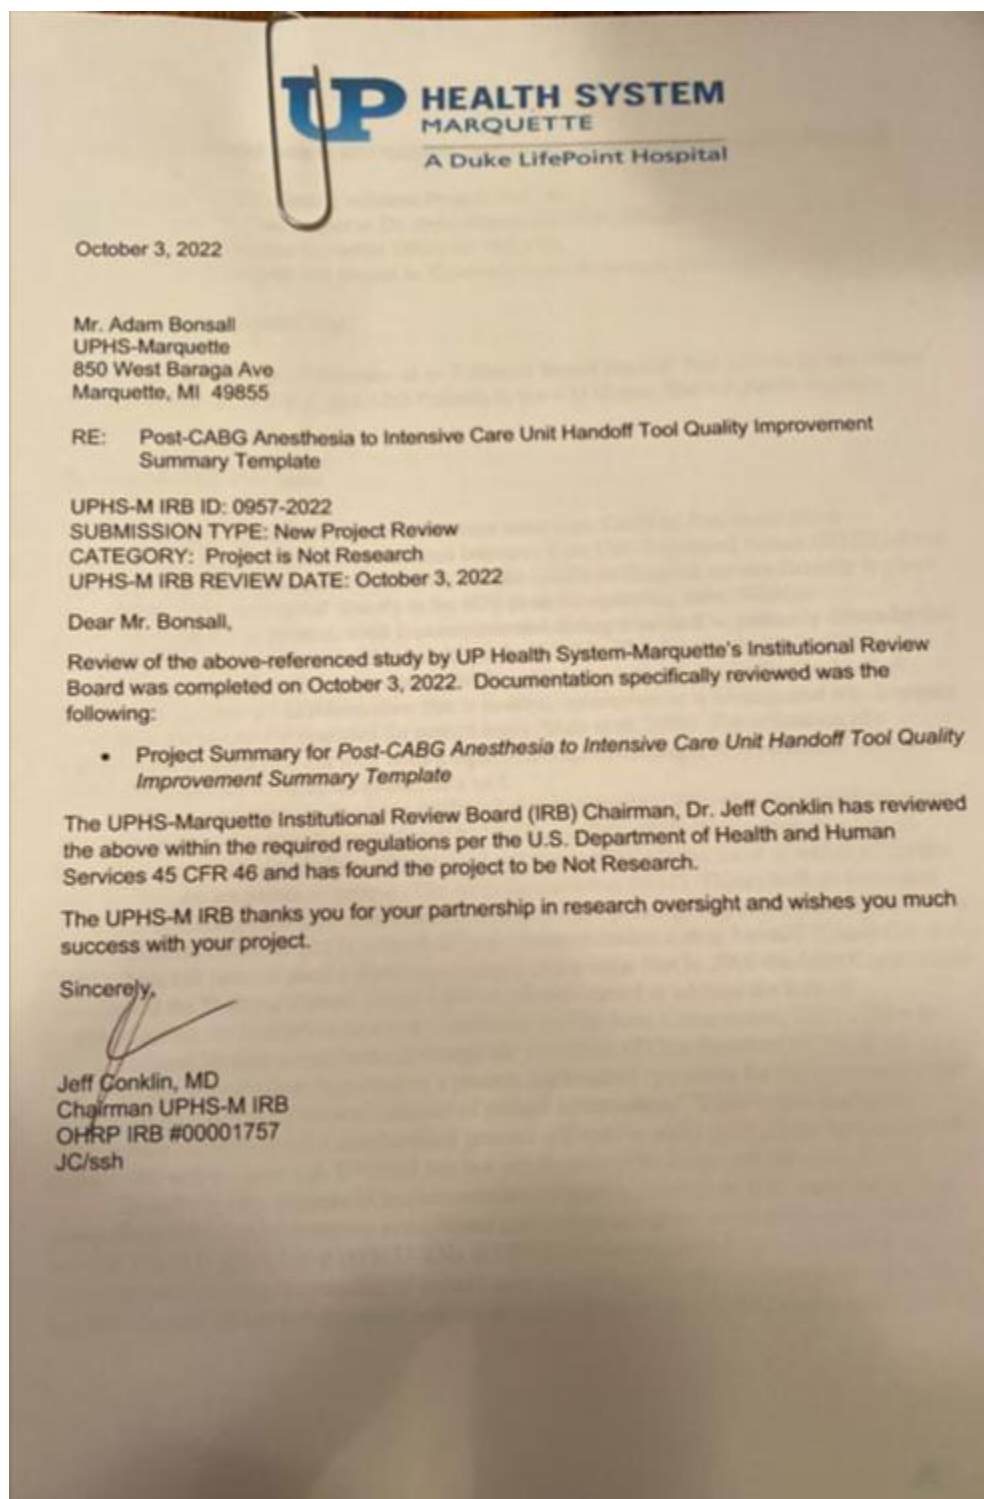 UP HEALTH SYSTEM
MARQUETTE
A Duke LifePoint Hospital
October 3, 2022
Mr. Adam Bonsall
UPHS-Marquette
850 West Baraga Ave
Marquette, MI 49855
RE: Post-CABG Anesthesia to Intensive Care Unit Handoff Tool Quality Improvement
Summary Template
UPHS-M IRB ID: 0957-2022
SUBMISSION TYPE: New Project Review
CATEGORY: Project is Not Research
UPHS-M IRB REVIEW DATE: October 3, 2022
Dear Mr. Bonsall,
Review of the above-referenced study by UP Health System-Marquette's Institutional Review
Board was completed on October 3, 2022. Documentation specifically reviewed was the
following:
• Project Summary for Post-CABG Anesthesia to Intensive Care Unit Handoff Tool Quality
Improvement Summary Template
The UPHS-Marquette Institutional Review Board (IRB) Chairman, Dr. Jeff Conklin has reviewed
the above within the required regulations per the U.S. Department of Health and Human
Services 45 CFR 46 and has found the project to be Not Research.
The UPHS-M IRB thanks you for your partnership in research oversight and wishes you much
success with your project.
Sincerely,
Jeff Conklin, MD
Chairman UPHS-M IRB
OHRP IRB #00001757
JC/ssh